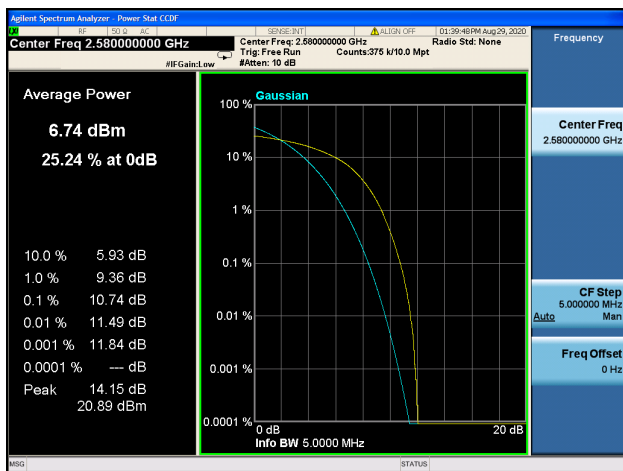 Agilent Spectrum Analyzer - Power Stat CCDF
RF 50 Ω AC SENSE:INT ALIGN OFF 01:39:48 PM Aug 29, 2020
Center Freq 2.580000000 GHz
Center Freq: 2.580000000 GHz Radio Std: None
Trig: Free Run Counts:375 k/10.0 Mpt
#IFGain:Low #Atten: 10 dB
Average Power
6.74 dBm
25.24 % at 0dB
10.0 % 5.93 dB
1.0 % 9.36 dB
0.1 % 10.74 dB
0.01 % 11.49 dB
0.001 % 11.84 dB
0.0001 % --- dB
Peak 14.15 dB
20.89 dBm
Gaussian
100 %
10 %
1 %
0.1 %
0.01 %
0.001 %
0.0001 %
0 dB 20 dB
Info BW 5.0000 MHz
Frequency
Center Freq
2.580000000 GHz
CF Step
5.000000 MHz
Auto Man
Freq Offset
0 Hz
MSG STATUS